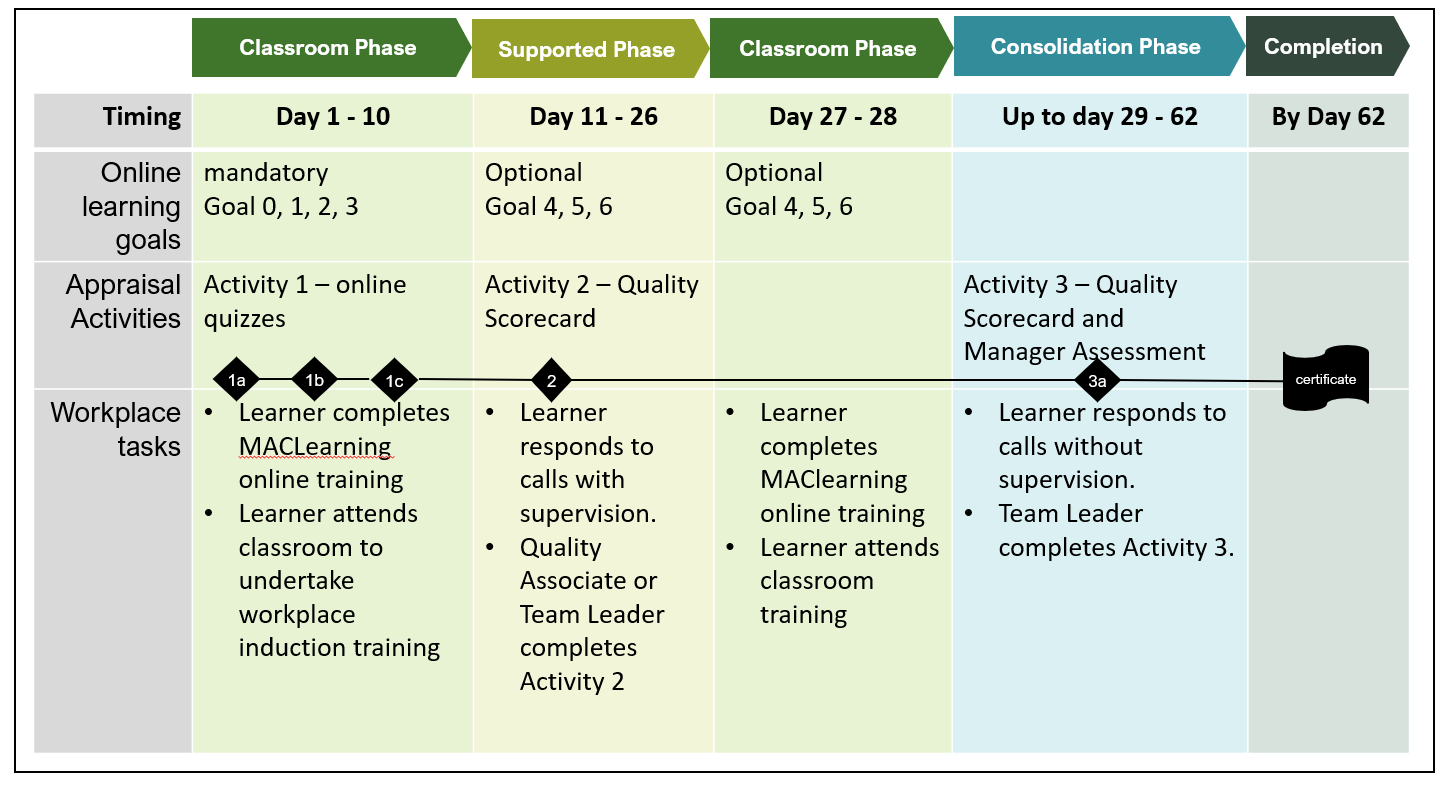 Classroom Phase
Supported Phase
Classroom Phase
Consolidation Phase
Completion
Timing
Day 1 - 10
Day 11 - 26
Day 27 - 28
Up to day 29 - 62
By Day 62
Online
learning
goals
mandatory
Goal 0, 1, 2, 3
Optional
Goal 4, 5, 6
Optional
Goal 4, 5, 6
Appraisal
Activities
Activity 1 – online
quizzes
Activity 2 – Quality
Scorecard
Activity 3 – Quality
Scorecard and
Manager Assessment
1a
1b
1c
2
3a
certificate
Workplace
tasks
• Learner completes
MACLearning
online training
• Learner attends
classroom to
undertake
workplace
induction training
• Learner
responds to
calls with
supervision.
• Quality
Associate or
Team Leader
completes
Activity 2
• Learner
completes
MAClearning
online training
• Learner attends
classroom
training
• Learner responds to
calls without
supervision.
• Team Leader
completes Activity 3.